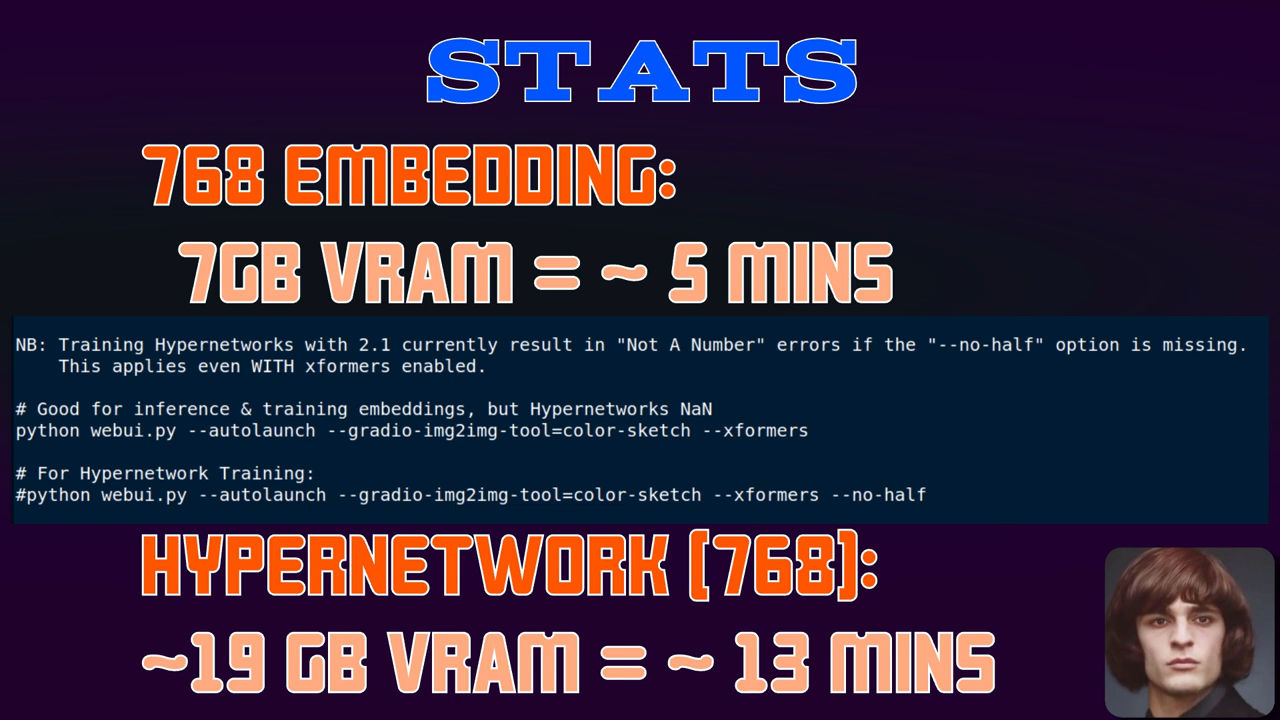 STATS
768 EMBEDDING:
7GB VRAM = ~ 5 MINS
NB: Training Hypernetworks with 2.1 currently result in "Not A Number" errors if the "--no-half" option is missing.
This applies even WITH xformers enabled.
# Good for inference & training embeddings, but Hypernetworks NaN
python webui.py --autolaunch --gradio-img2img-tool=color-sketch --xformers
# For Hypernetwork Training:
#python webui.py --autolaunch --gradio-img2img-tool=color-sketch --xformers --no-half
HYPERNETWORK [768]:
~19 GB VRAM = ~ 13 MINS